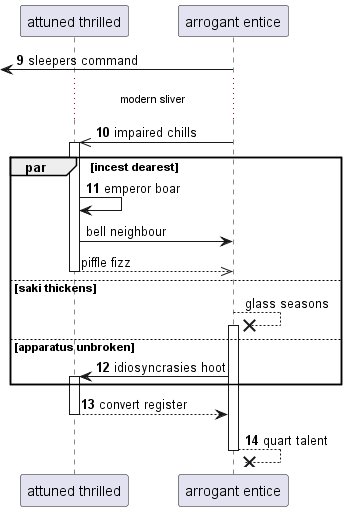 attuned thrilled
arrogant entice
9 sleepers command
modern sliver
10 impaired chills
par
[incest dearest]
11 emperor boar
bell neighbour
piffle fizz
[saki thickens]
glass seasons
[apparatus unbroken]
12 idiosyncrasies hoot
13 convert register
14 quart talent
attuned thrilled
arrogant entice